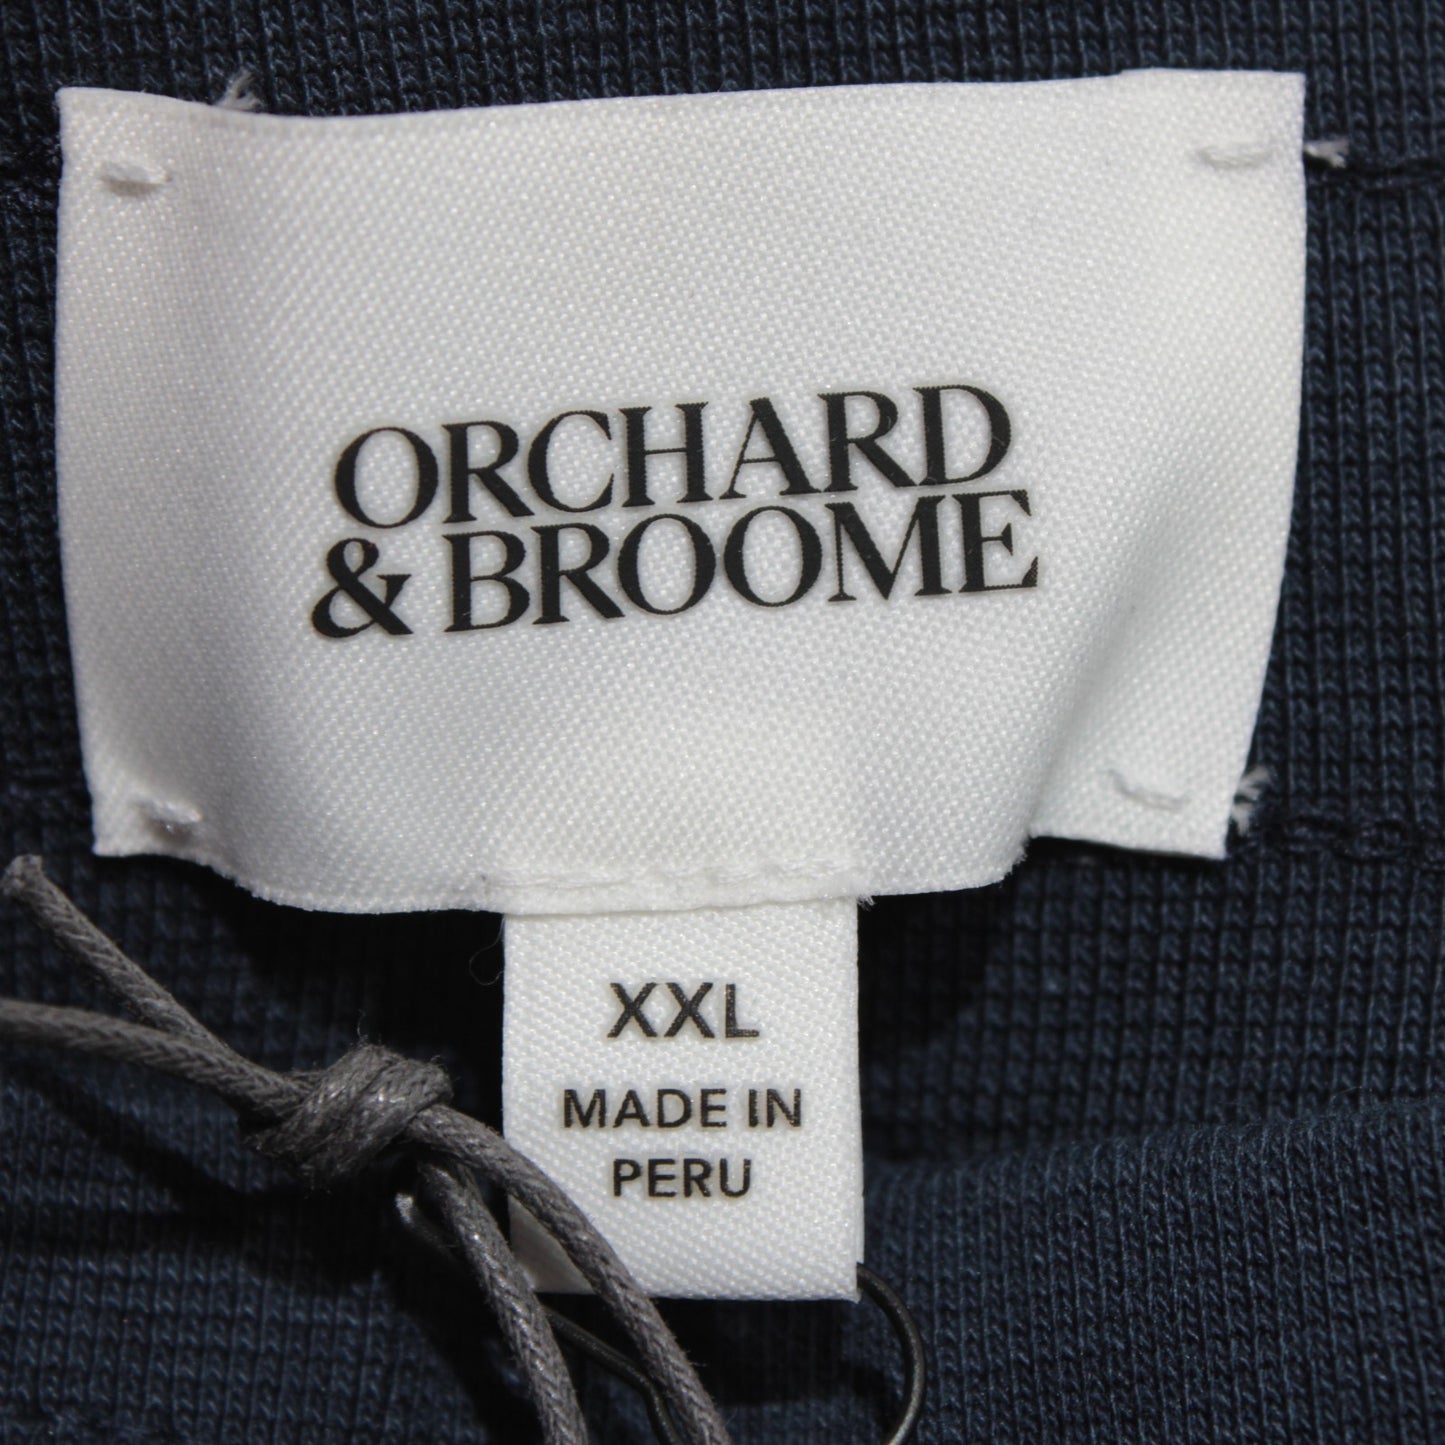 ORCHARD
& BROOME
XXL
MADE IN
PERU